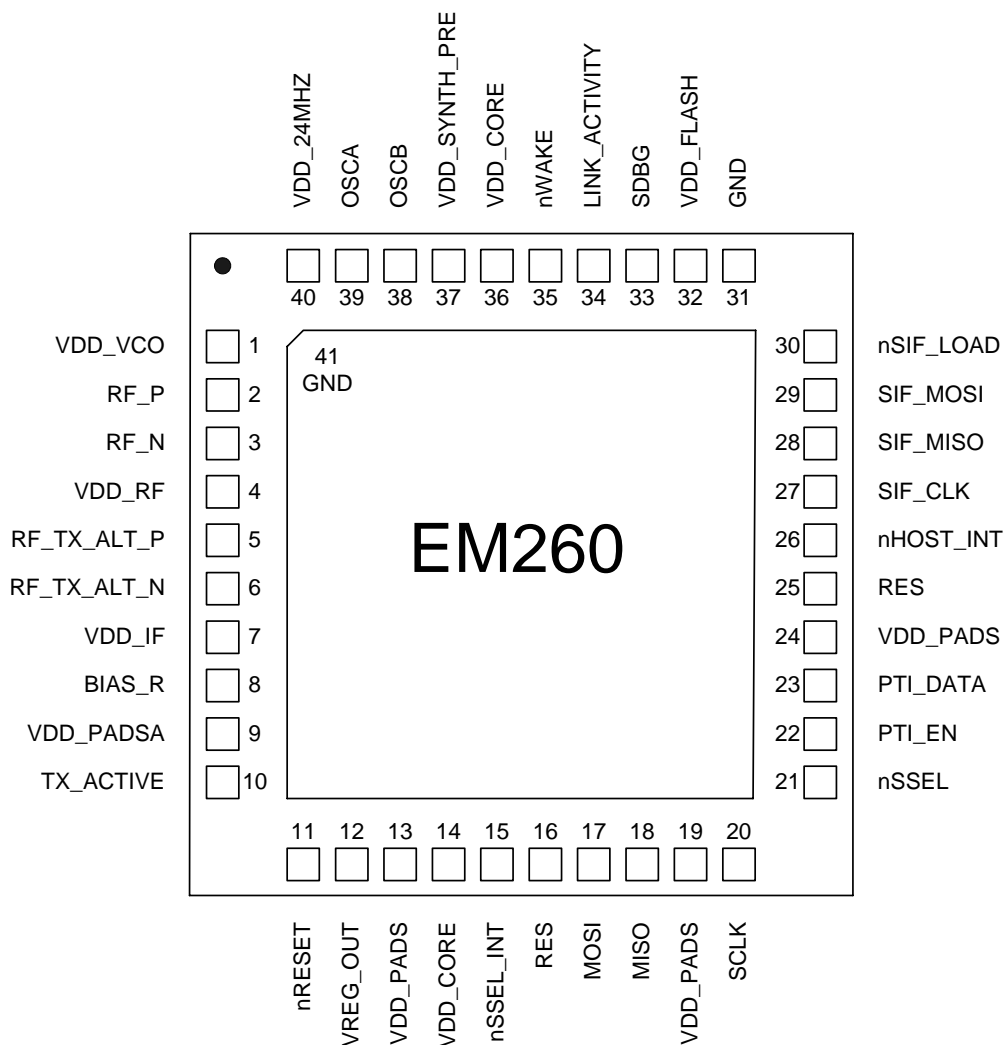 VDD_24MHZ
OSCA
OSCB
VDD_SYNTH_PRE
VDD_CORE
nWAKE
LINK_ACTIVITY
SDBG
VDD_FLASH
GND
40 39 38 37 36 35 34 33 32 31
VDD_VCO 1
RF_P 2
RF_N 3
VDD_RF 4
RF_TX_ALT_P 5
RF_TX_ALT_N 6
VDD_IF 7
BIAS_R 8
VDD_PADSA 9
TX_ACTIVE 10
41
GND
EM260
30 nSIF_LOAD
29 SIF_MOSI
28 SIF_MISO
27 SIF_CLK
26 nHOST_INT
25 RES
24 VDD_PADS
23 PTI_DATA
22 PTI_EN
21 nSSEL
11 12 13 14 15 16 17 18 19 20
nRESET
VREG_OUT
VDD_PADS
VDD_CORE
nSSEL_INT
RES
MOSI
MISO
VDD_PADS
SCLK